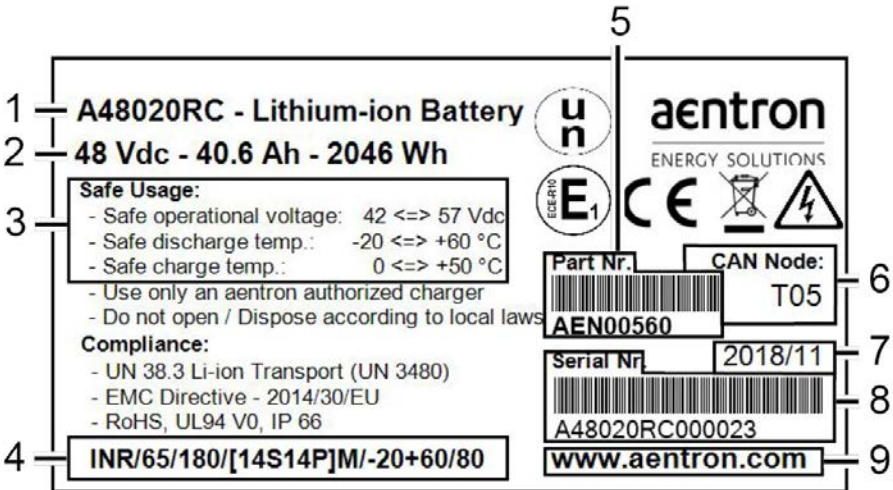 5
1
A48020RC - Lithium-ion Battery
un
aentron
2
48 Vdc - 40.6 Ah - 2046 Wh
ENERGY SOLUTIONS
3
Safe Usage:
- Safe operational voltage: 42 <=> 57 Vdc
- Safe discharge temp.: -20 <=> +60 °C
- Safe charge temp.: 0 <=> +50 °C
- Use only an aentron authorized charger
- Do not open / Dispose according to local laws
ECE-R10
E1
CE
Part Nr.
AEN00560
CAN Node:
T05
6
Compliance:
- UN 38.3 Li-ion Transport (UN 3480)
- EMC Directive - 2014/30/EU
- RoHS, UL94 V0, IP 66
Serial Nr.
2018/11
7
A48020RC000023
8
4
INR/65/180/[14S14P]M/-20+60/80
www.aentron.com
9